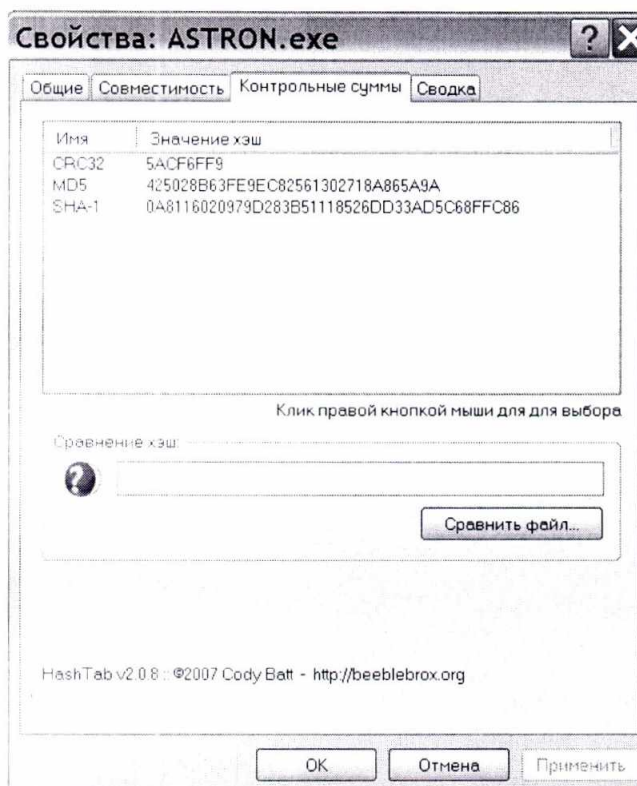 Свойства: ASTRON.exe
Общие Совместимость Контрольные суммы Сводка
Имя Значение хэш
CRC32 5ACF6FF9
MD5 425028B63FE9EC82561302718A865A9A
SHA-1 0A8116020979D283B51118526DD33AD5C68FFC86
Клик правой кнопкой мыши для для выбора
Сравнение хэш:
Сравнить файл...
HashTab v2.0.8 :: ©2007 Cody Batt - http://beeblebrox.org
OK Отмена Применить